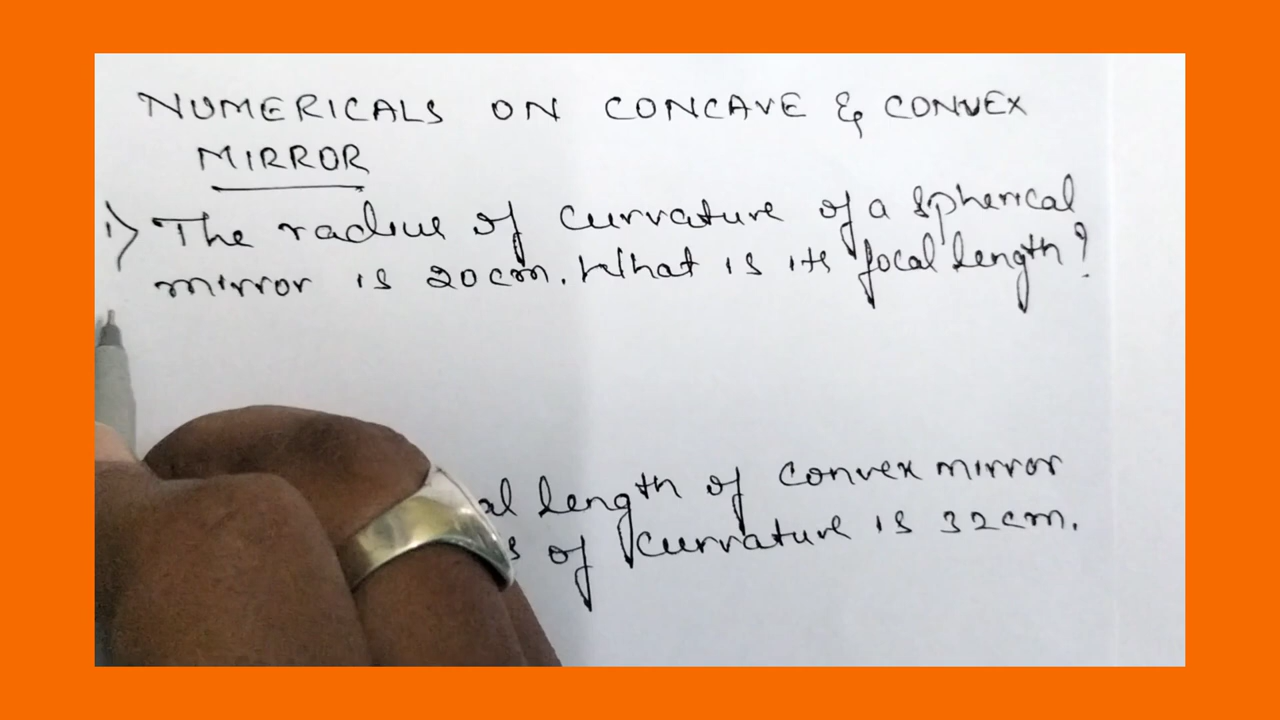 NUMERICALS ON CONCAVE & CONVEX
MIRROR
1) The radius of curvature of a spherical
mirror is 20cm. What is its focal length?
al length of convex mirror
s of curvature is 32cm.